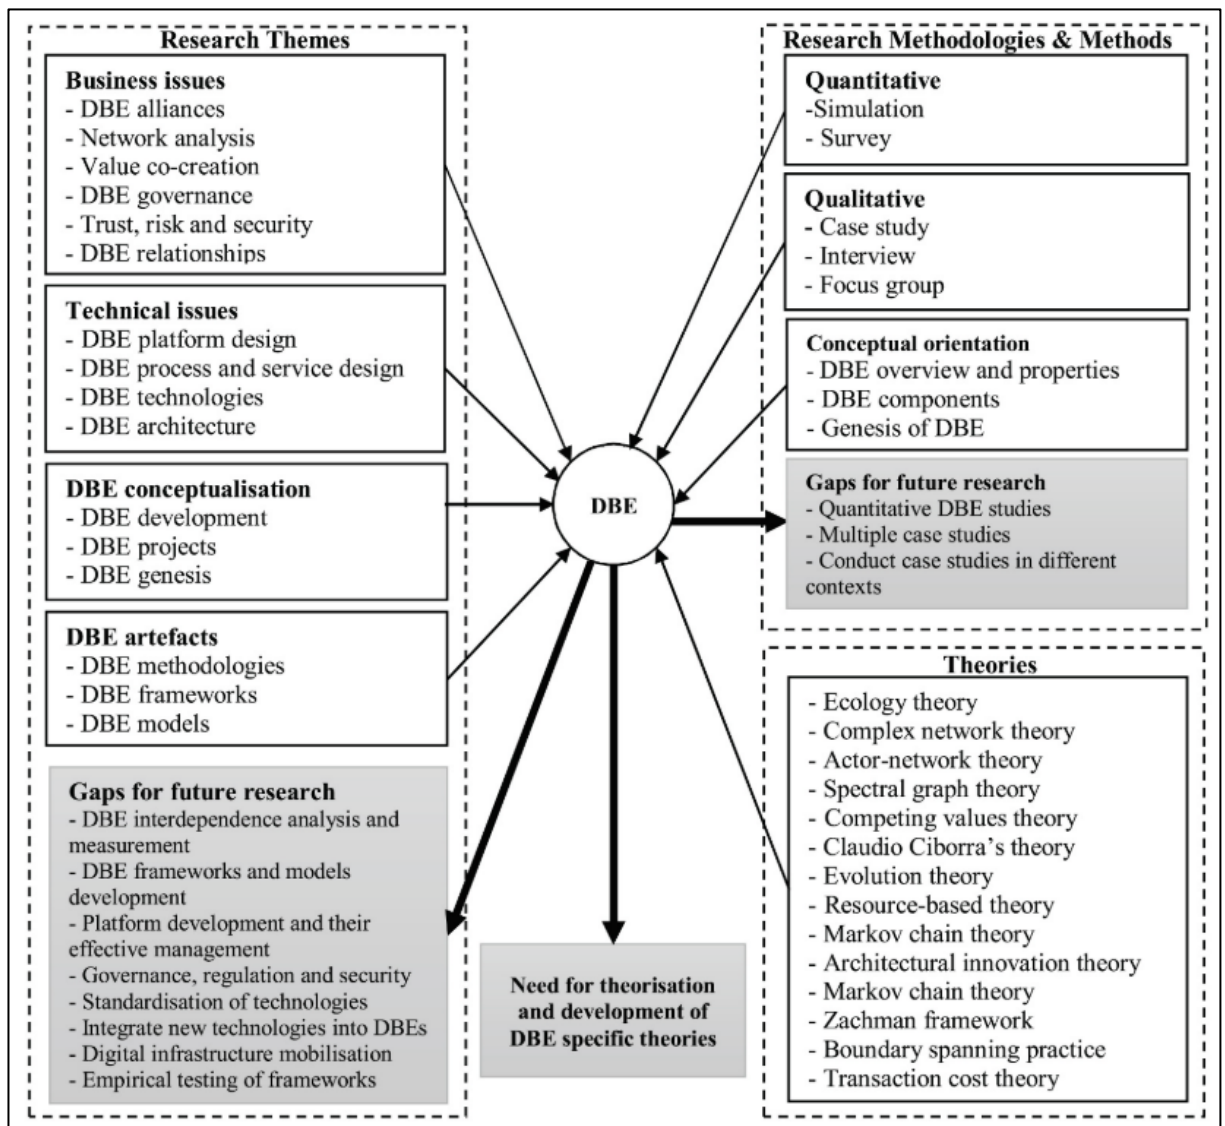 Research Themes
Business issues
- DBE alliances
- Network analysis
- Value co-creation
- DBE governance
- Trust, risk and security
- DBE relationships
Technical issues
- DBE platform design
- DBE process and service design
- DBE technologies
- DBE architecture
DBE conceptualisation
- DBE development
- DBE projects
- DBE genesis
DBE artefacts
- DBE methodologies
- DBE frameworks
- DBE models
Gaps for future research
- DBE interdependence analysis and
measurement
- DBE frameworks and models
development
- Platform development and their
effective management
- Governance, regulation and security
- Standardisation of technologies
- Integrate new technologies into DBEs
- Digital infrastructure mobilisation
- Empirical testing of frameworks
DBE
Need for theorisation
and development of
DBE specific theories
Research Methodologies & Methods
Quantitative
-Simulation
- Survey
Qualitative
- Case study
- Interview
- Focus group
Conceptual orientation
- DBE overview and properties
- DBE components
- Genesis of DBE
Gaps for future research
- Quantitative DBE studies
- Multiple case studies
- Conduct case studies in different
contexts
Theories
- Ecology theory
- Complex network theory
- Actor-network theory
- Spectral graph theory
- Competing values theory
- Claudio Ciborra's theory
- Evolution theory
- Resource-based theory
- Markov chain theory
- Architectural innovation theory
- Markov chain theory
- Zachman framework
- Boundary spanning practice
- Transaction cost theory